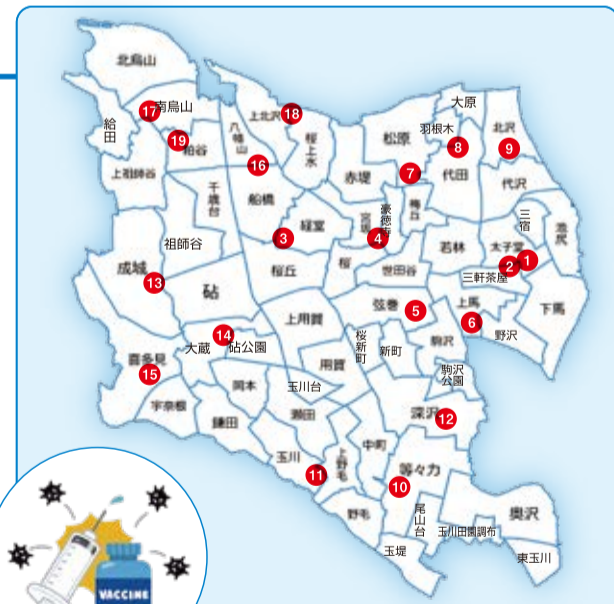 北烏山
給田
17
南烏山
19
粕谷
上祖師谷
八幡山
上北沢
18
桜上水
16
船橋
千歳台
祖師谷
3
経堂
桜丘
松原
赤堤
7
羽根木
大原
8
代田
北沢
9
代沢
梅丘
豪徳寺
宮坂
4
桜
世田谷
若林
三宿
池尻
太子堂
1
2
三軒茶屋
下馬
上馬
6
野沢
弦巻
5
駒沢
駒沢
公園
成城
13
砧
14
大蔵
砧公園
喜多見
15
宇奈根
鎌田
岡本
上用賀
用賀
桜新町
新町
玉川台
瀬田
玉川
11
上野毛
中町
深沢
12
等々力
10
野毛
尾山台
玉堤
玉川田園調布
奥沢
東玉川
VACCINE